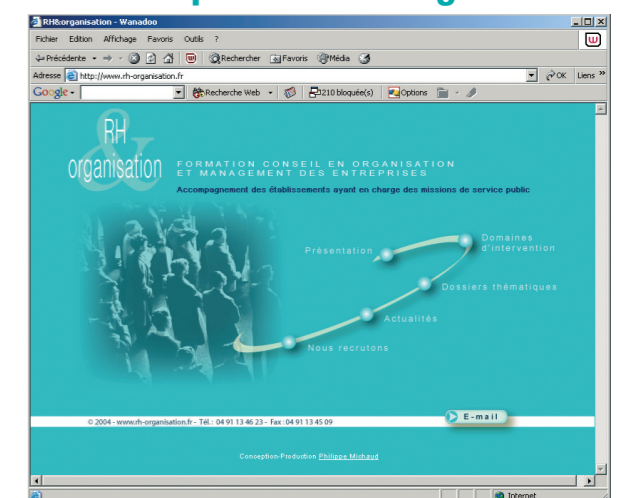 RH&organisation - Wanadoo
Fichier Edition Affichage Favoris Outils ?
Précédente Rechercher Favoris Média
Adresse http://www.rh-organisation.fr OK Liens »
Google Recherche Web 210 bloquée(s) Options
RH
&
organisation
FORMATION CONSEIL EN ORGANISATION
ET MANAGEMENT DES ENTREPRISES
Accompagnement des établissements ayant en charge des missions de service public
Présentation
Domaines
d'intervention
Dossiers thématiques
Actualités
Nous recrutons
E-mail
© 2004 - www.rh-organisation.fr - Tél.: 04 91 13 46 23 - Fax : 04 91 13 45 09
Conception-Production Philippe Michaud
Internet